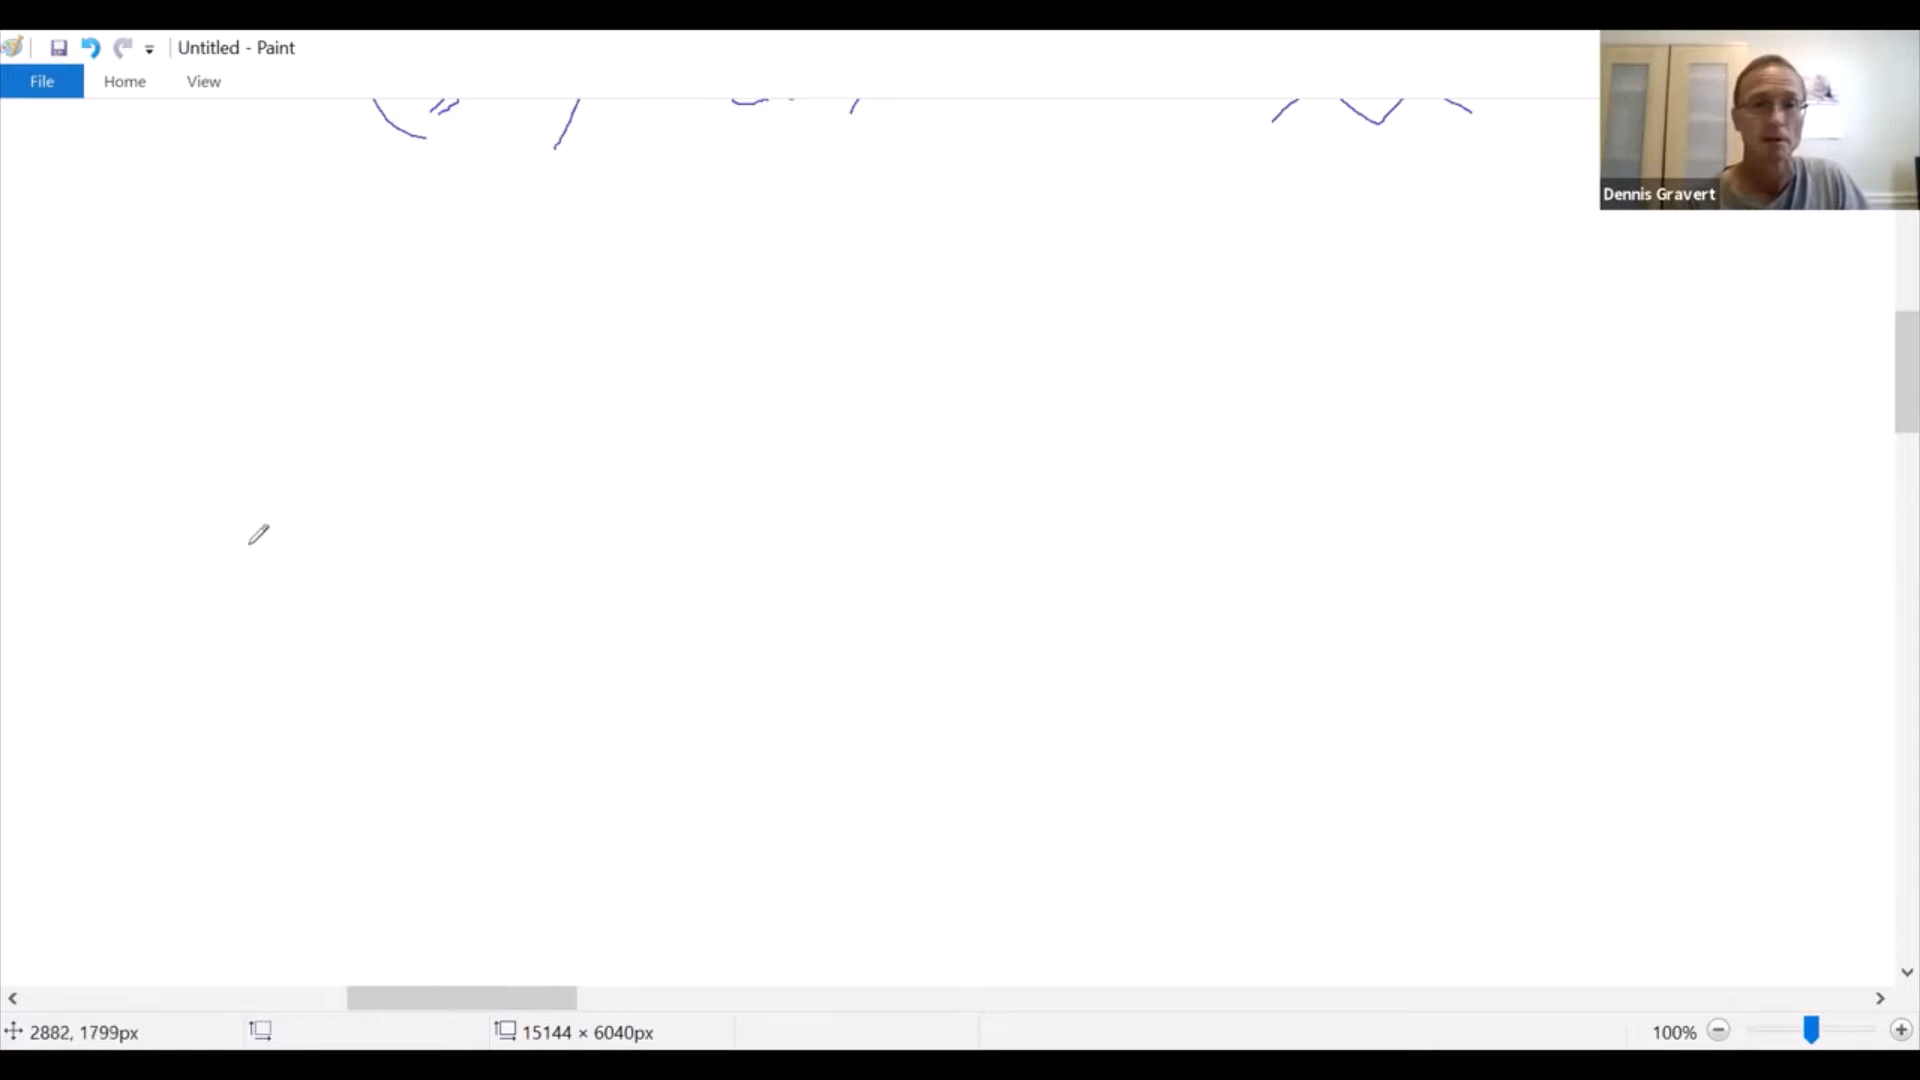 Untitled - Paint
File Home View
Dennis Gravert
2882, 1799px 15144 × 6040px 100%